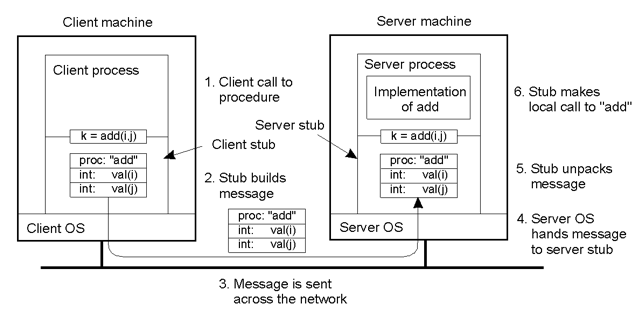 Client machine
Server machine
Client process
Server process
1. Client call to
procedure
Implementation
of add
6. Stub makes
local call to "add"
Server stub
k = add(i,j)
k = add(i,j)
Client stub
proc: "add"
int: val(i)
int: val(j)
proc: "add"
int: val(i)
int: val(j)
2. Stub builds
message
5. Stub unpacks
message
proc: "add"
int: val(i)
int: val(j)
4. Server OS
hands message
to server stub
Client OS
Server OS
3. Message is sent
across the network